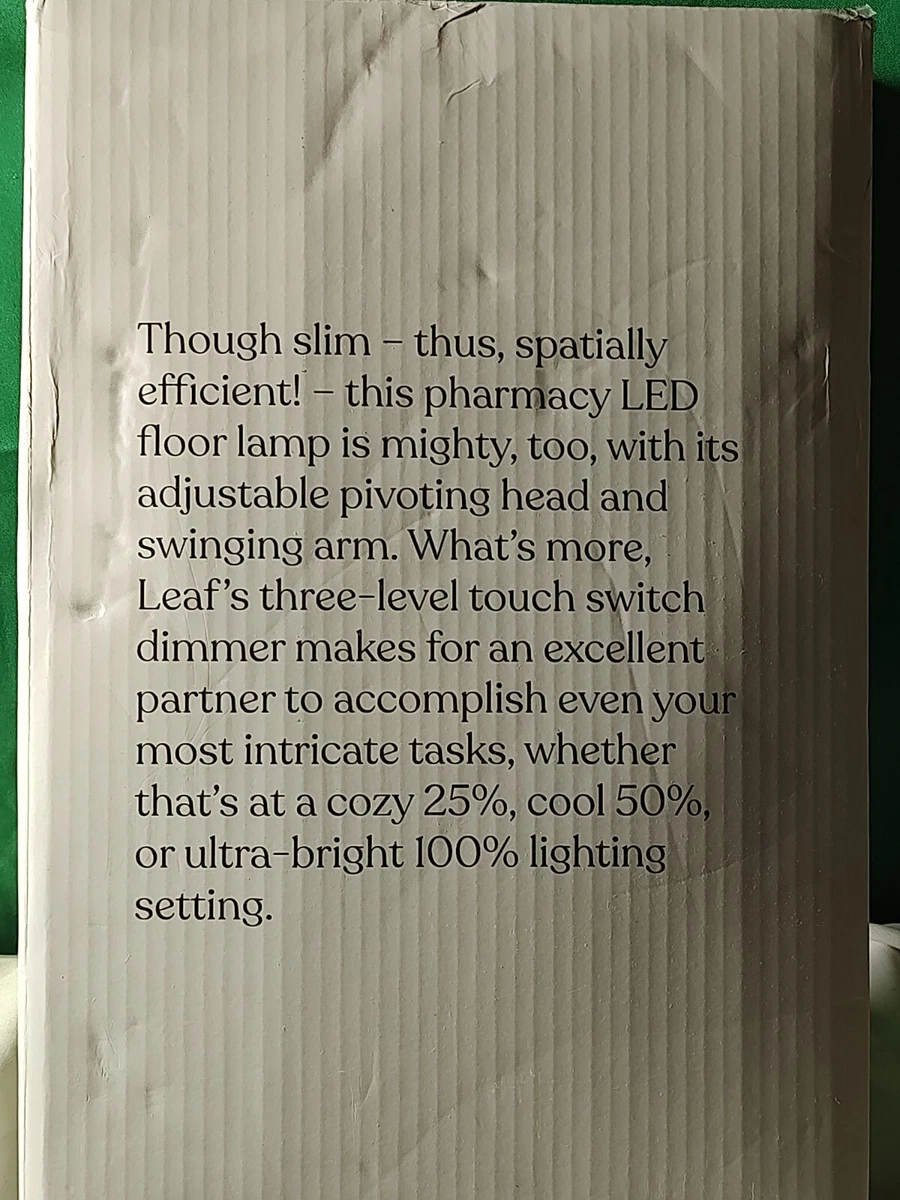 Though slim – thus, spatially
efficient! – this pharmacy LED
floor lamp is mighty, too, with its
adjustable pivoting head and
swinging arm. What’s more,
Leaf’s three-level touch switch
dimmer makes for an excellent
partner to accomplish even your
most intricate tasks, whether
that’s at a cozy 25%, cool 50%,
or ultra-bright 100% lighting
setting.